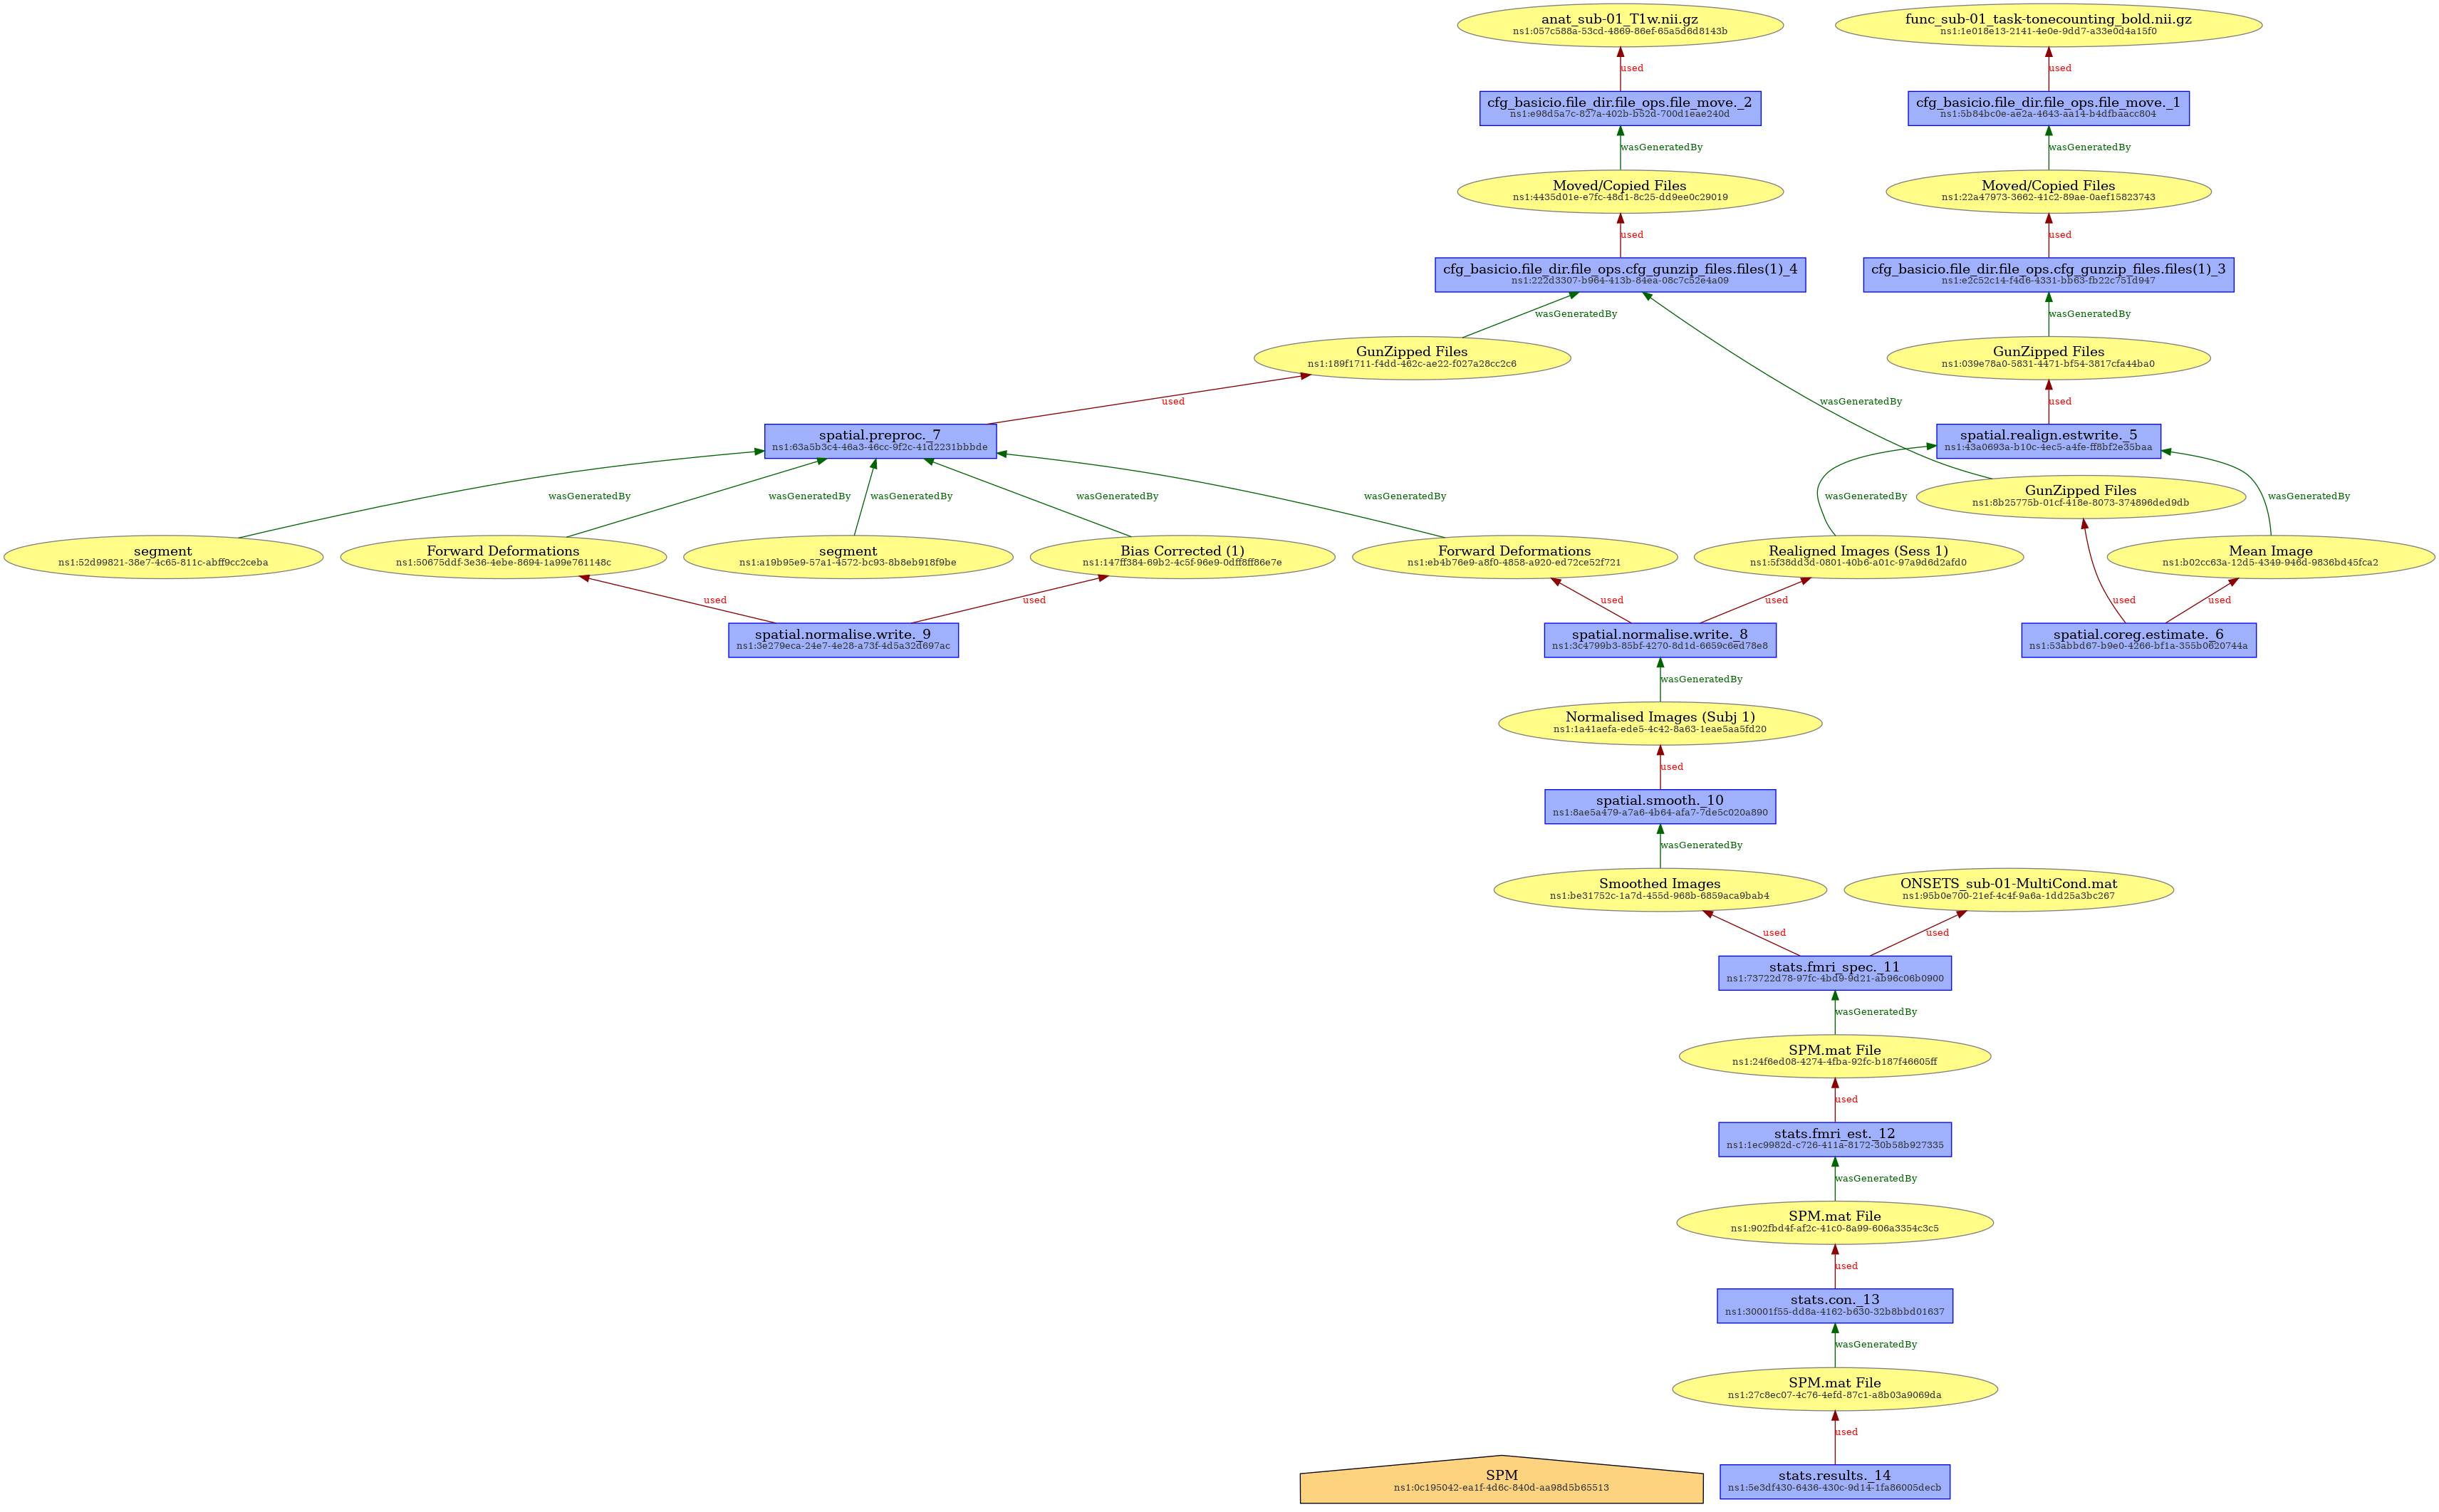 anat_sub-01_T1w.nii.gz
ns1:057c588a-53cd-4869-86ef-65a5d6d8143b
func_sub-01_task-tonecounting_bold.nii.gz
ns1:1e018e13-2141-4e0e-9dd7-a33e0d4a15f0
used
used
cfg_basicio.file_dir.file_ops.file_move._2
ns1:e98d5a7c-827a-402b-b52d-700d1eae240d
cfg_basicio.file_dir.file_ops.file_move._1
ns1:5b84bc0e-ae2a-4643-aa14-b4dfbaacc804
wasGeneratedBy
wasGeneratedBy
Moved/Copied Files
ns1:4435d01e-e7fc-48d1-8c25-dd9ee0c29019
Moved/Copied Files
ns1:22a47973-3662-41c2-89ae-0aef15823743
used
used
cfg_basicio.file_dir.file_ops.cfg_gunzip_files.files(1)_4
ns1:222d3307-b964-413b-84ea-08c7c52e4a09
cfg_basicio.file_dir.file_ops.cfg_gunzip_files.files(1)_3
ns1:e2c52c14-f4d6-4331-bb63-fb22c751d947
wasGeneratedBy
wasGeneratedBy
GunZipped Files
ns1:189f1711-f4dd-462c-ae22-f027a28cc2c6
GunZipped Files
ns1:039e78a0-5831-4471-bf54-3817cfa44ba0
used
wasGeneratedBy
used
spatial.preproc._7
ns1:63a5b3c4-46a3-46cc-9f2c-41d2231bbbde
spatial.realign.estwrite._5
ns1:43a0693a-b10c-4ec5-a4fe-ff8bf2e35baa
wasGeneratedBy
wasGeneratedBy
wasGeneratedBy
wasGeneratedBy
wasGeneratedBy
wasGeneratedBy
GunZipped Files
ns1:8b25775b-01cf-418e-8073-374896ded9db
wasGeneratedBy
segment
ns1:52d99821-38e7-4c65-811c-abff9cc2ceba
Forward Deformations
ns1:50675ddf-3e36-4ebe-8694-1a99e761148c
segment
ns1:a19b95e9-57a1-4572-bc93-8b8eb918f9be
Bias Corrected (1)
ns1:147ff384-69b2-4c5f-96e9-0dff8ff86e7e
Forward Deformations
ns1:eb4b76e9-a8f0-4858-a920-ed72ce52f721
Realigned Images (Sess 1)
ns1:5f38dd3d-0801-40b6-a01c-97a9d6d2afd0
Mean Image
ns1:b02cc63a-12d5-4349-946d-9836bd45fca2
used
used
used
used
used
used
spatial.normalise.write._9
ns1:3e279eca-24e7-4e28-a73f-4d5a32d697ac
spatial.normalise.write._8
ns1:3c4799b3-85bf-4270-8d1d-6659c6ed78e8
spatial.coreg.estimate._6
ns1:53abbd67-b9e0-4266-bf1a-355b0620744a
wasGeneratedBy
Normalised Images (Subj 1)
ns1:1a41aefa-ede5-4c42-8a63-1eae5aa5fd20
used
spatial.smooth._10
ns1:8ae5a479-a7a6-4b64-afa7-7de5c020a890
wasGeneratedBy
Smoothed Images
ns1:be31752c-1a7d-455d-968b-6859aca9bab4
ONSETS_sub-01-MultiCond.mat
ns1:95b0e700-21ef-4c4f-9a6a-1dd25a3bc267
used
used
stats.fmri_spec._11
ns1:73722d78-97fc-4bd9-9d21-ab96c06b0900
wasGeneratedBy
SPM.mat File
ns1:24f6ed08-4274-4fba-92fc-b187f46605ff
used
stats.fmri_est._12
ns1:1ec9982d-c726-411a-8172-30b58b927335
wasGeneratedBy
SPM.mat File
ns1:902fbd4f-af2c-41c0-8a99-606a3354c3c5
used
stats.con._13
ns1:30001f55-dd8a-4162-b630-32b8bbd01637
wasGeneratedBy
SPM.mat File
ns1:27c8ec07-4c76-4efd-87c1-a8b03a9069da
used
SPM
ns1:0c195042-ea1f-4d6c-840d-aa98d5b65513
stats.results._14
ns1:5e3df430-6436-430c-9d14-1fa86005decb